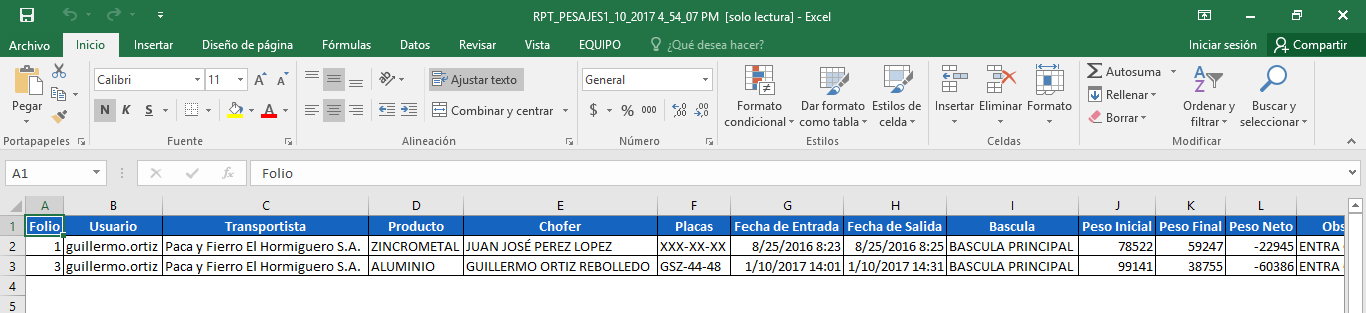 RPT_PESAJES1_10_2017 4_54_07 PM [solo lectura] - Excel
Archivo Inicio Insertar Diseño de página Fórmulas Datos Revisar Vista EQUIPO ¿Qué desea hacer? Iniciar sesión Compartir
Pegar
Portapapeles
Calibri 11 A A
N K S A
Fuente
Ajustar texto
Combinar y centrar
Alineación
General
$ % 000 ,00 ,0
Número
Formato condicional
Dar formato como tabla
Estilos de celda
Estilos
Insertar Eliminar Formato
Celdas
Autosuma
Rellenar
Borrar
Ordenar y filtrar
Buscar y seleccionar
Modificar
A1 fx Folio
A B C D E F G H I J K L
1 Folio Usuario Transportista Producto Chofer Placas Fecha de Entrada Fecha de Salida Bascula Peso Inicial Peso Final Peso Neto Obs
2 1 guillermo.ortiz Paca y Fierro El Hormiguero S.A. ZINCROMETAL JUAN JOSÉ PEREZ LOPEZ XXX-XX-XX 8/25/2016 8:23 8/25/2016 8:25 BASCULA PRINCIPAL 78522 59247 -22945 ENTRA
3 3 guillermo.ortiz Paca y Fierro El Hormiguero S.A. ALUMINIO GUILLERMO ORTIZ REBOLLEDO GSZ-44-48 1/10/2017 14:01 1/10/2017 14:31 BASCULA PRINCIPAL 99141 38755 -60386 ENTRA
4
5